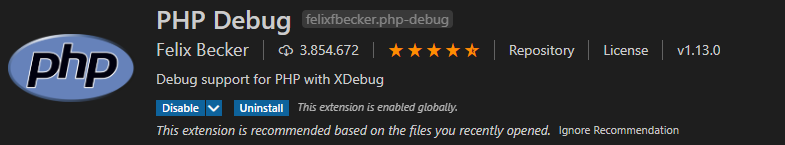 PHP Debug felixfbecker.php-debug
php
Felix Becker 3.854.672 Repository License v1.13.0
Debug support for PHP with XDebug
Disable Uninstall This extension is enabled globally.
This extension is recommended based on the files you recently opened. Ignore Recommendation